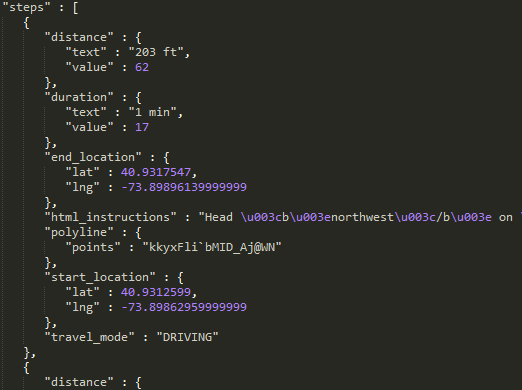 "steps" : [
{
"distance" : {
"text" : "203 ft",
"value" : 62
},
"duration" : {
"text" : "1 min",
"value" : 17
},
"end_location" : {
"lat" : 40.9317547,
"lng" : -73.89896139999999
},
"html_instructions" : "Head \u003cb\u003enorthwest\u003c/b\u003e on
"polyline" : {
"points" : "kkyxFli`bMID_Aj@WN"
},
"start_location" : {
"lat" : 40.9312599,
"lng" : -73.89862959999999
},
"travel_mode" : "DRIVING"
},
{
"distance" : {